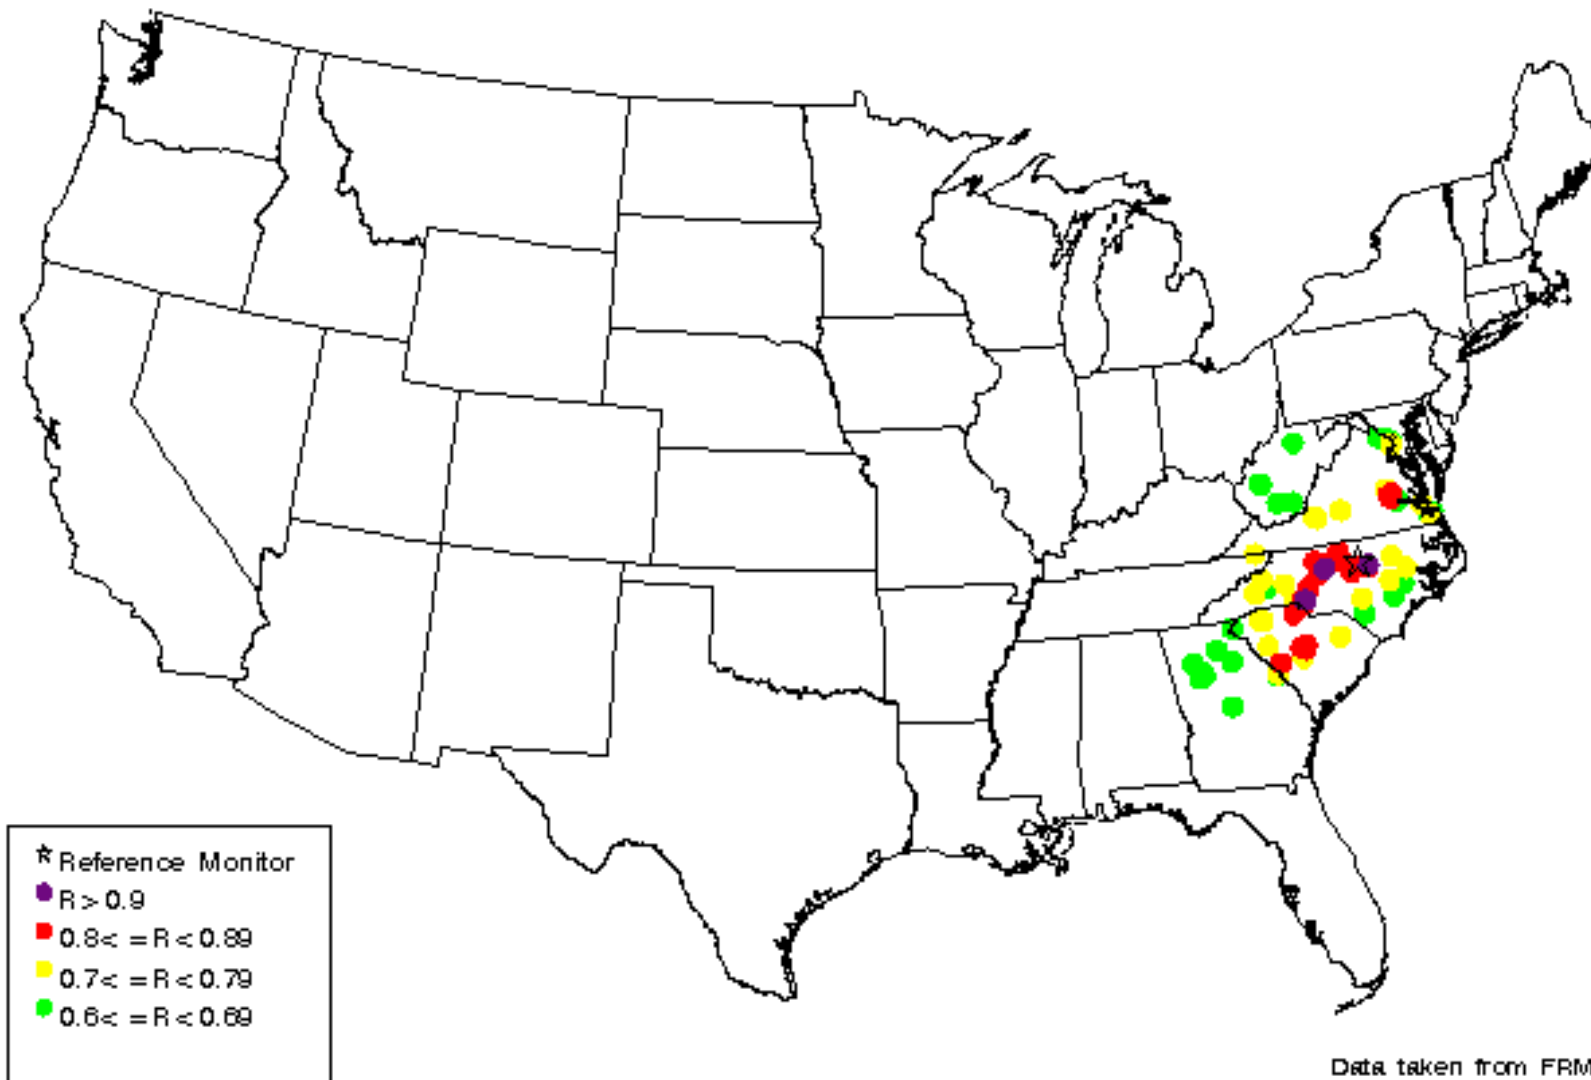 Reference Monitor
R > 0.9
0.8< =R < 0.89
0.7< =R < 0.79
0.6< =R < 0.69
Data taken from FRM